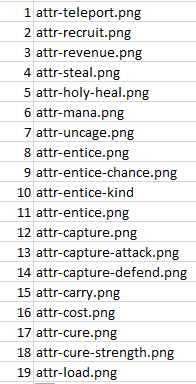 1 attr-teleport.png
2 attr-recruit.png
3 attr-revenue.png
4 attr-steal.png
5 attr-holy-heal.png
6 attr-mana.png
7 attr-uncage.png
8 attr-entice.png
9 attr-entice-chance.png
10 attr-entice-kind
11 attr-entice.png
12 attr-capture.png
13 attr-capture-attack.png
14 attr-capture-defend.png
15 attr-carry.png
16 attr-cost.png
17 attr-cure.png
18 attr-cure-strength.png
19 attr-load.png